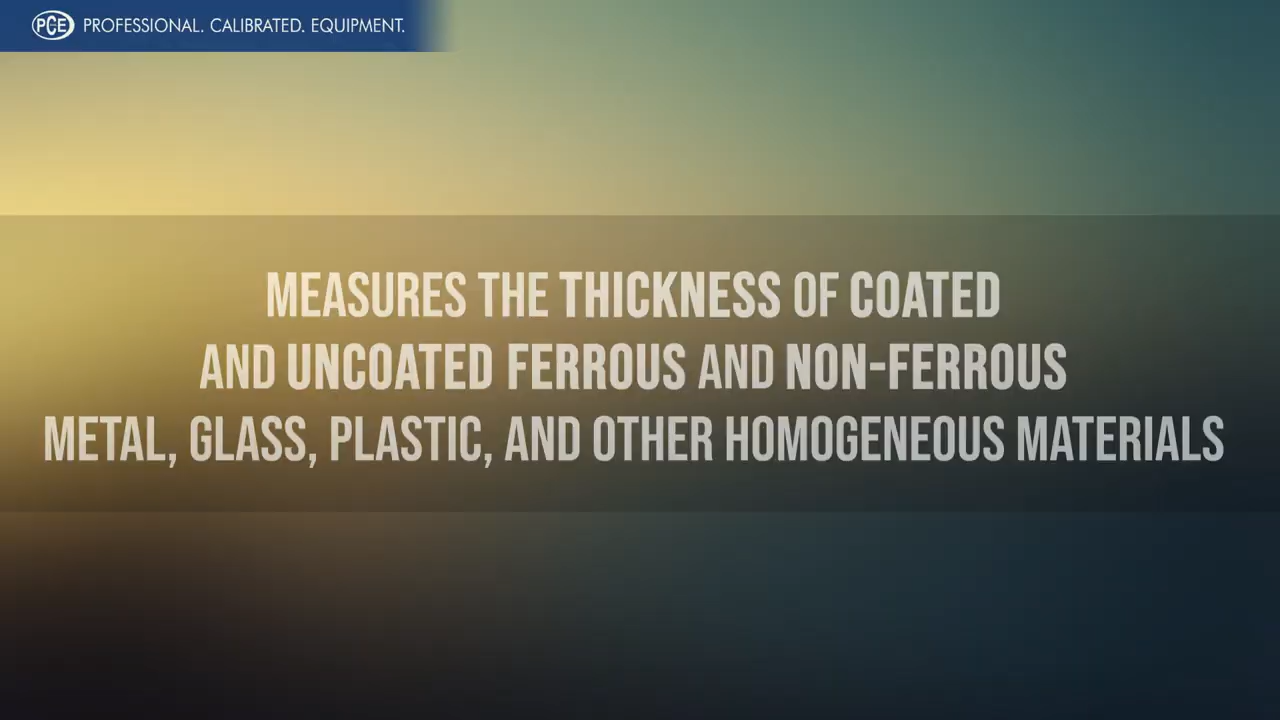 PCE PROFESSIONAL. CALIBRATED. EQUIPMENT.
MEASURES THE THICKNESS OF COATED
AND UNCOATED FERROUS AND NON-FERROUS
METAL, GLASS, PLASTIC, AND OTHER HOMOGENEOUS MATERIALS